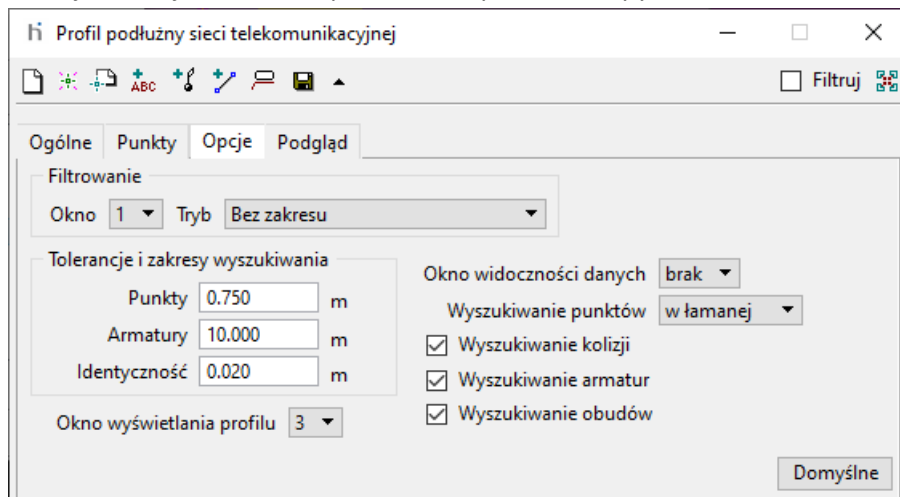 Profil podłużny sieci telekomunikacyjnej
ABC
Filtruj
Ogólne Punkty Opcje Podgląd
Filtrowanie
Okno 1 Tryb Bez zakresu
Tolerancje i zakresy wyszukiwania
Punkty 0.750 m
Armatury 10.000 m
Identyczność 0.020 m
Okno wyświetlania profilu 3
Okno widoczności danych brak
Wyszukiwanie punktów w łamanej
Wyszukiwanie kolizji
Wyszukiwanie armatur
Wyszukiwanie obudów
Domyślne